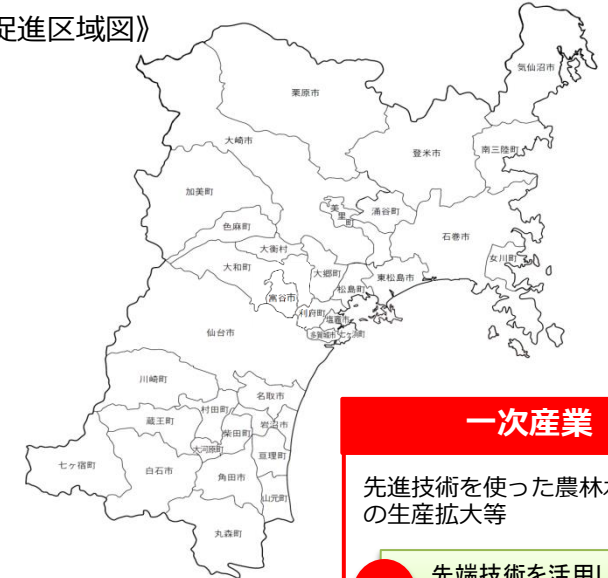 促進区域図》
気仙沼市
栗原市
大崎市
登米市
南三陸町
加美町
美里町
涌谷町
色麻町
石巻市
大衡村
女川町
大和町
大郷町
東松島市
松島町
富谷市
利府町
塩竈市
仙台市
多賀城市
七ヶ浜町
川崎町
名取市
村田町
蔵王町
岩沼市
柴田町
大河原町
亘理町
七ヶ宿町
白石市
角田市
山元町
丸森町
一次産業
先進技術を使った農林
の生産拡大等
先端技術を活用し